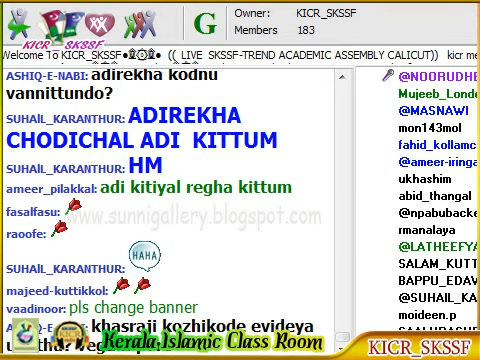 Owner: KICR_SKSSF
Members 183
KICR_SKSSF
Welcome To KICR_SKSSF (( LIVE SKSSF-TREND ACADEMIC ASSEMBLY CALICUT)) kicr me
ASHIQ-E-NABI: adirekha kodnu
vannittundo?
SUHAIL_KARANTHUR: ADIREKHA
CHODICHAL ADI KITTUM
SUHAIL_KARANTHUR: HM
ameer_pilakkal: adi kitiyal regha kittum
fasalfasu:
www.sunnigallery.blogspot.com
raoofe:
HAHA
SUHAIL_KARANTHUR:
majeed-kuttikkol:
vaadinoor: pls change banner
khasraji kozhikode evideya
@NOORUDHE
Mujeeb_Londo
@MASNAWI
mon143mol
fahid_kollamc
@ameer-iringa
ukhashim
abid_thangal
@npabubacke
rmanalaya
@LATHEEFYA
SALAM_KUTT
BAPPU_EDAV
@SUHAIL_KA
moideen.p
KICR
Kerala Islamic Class Room
KICR_SKSSF